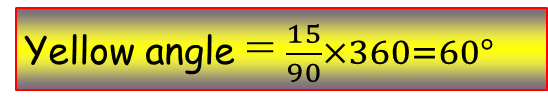 Yellow angle = 15/90 ×360=60°